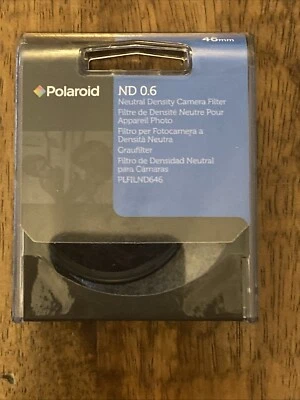 46mm
Polaroid
ND 0.6
Neutral Density Camera Filter
Filtre de Densité Neutre Pour
Appareil Photo
Filtro per Fotocamera a
Densità Neutra
Graufilter
Filtro de Densidad Neutral
para Cámaras
PLFILND646